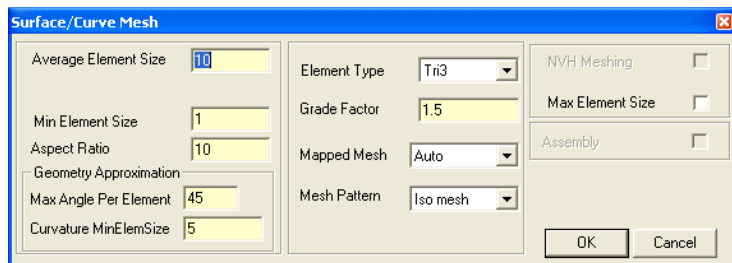 Surface/Curve Mesh
Average Element Size 10
Min Element Size 1
Aspect Ratio 10
Geometry Approximation
Max Angle Per Element 45
Curvature MinElemSize 5
Element Type Tri3
Grade Factor 1.5
Mapped Mesh Auto
Mesh Pattern Iso mesh
NVH Meshing
Max Element Size
Assembly
OK Cancel